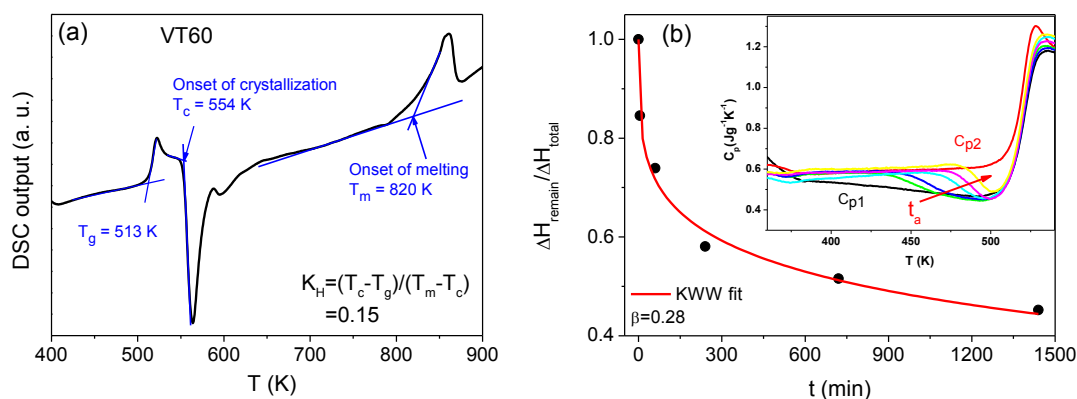 (a)
VT60
Onset of crystallization
T_c = 554 K
T_g = 513 K
Onset of melting
T_m = 820 K
K_H=(T_c-T_g)/(T_m-T_c)
=0.15
DSC output (a. u.)
400 500 600 700 800 900
T (K)
(b)
1.0
0.8
0.6
0.4
ΔH_remain/ΔH_total
KWW fit
β=0.28
0 300 600 900 1200 1500
t (min)
1.2
1.0
0.8
0.6
0.4
C_p (Jg⁻¹K⁻¹)
C_p2
C_p1
t_a
400 450 500
T (K)